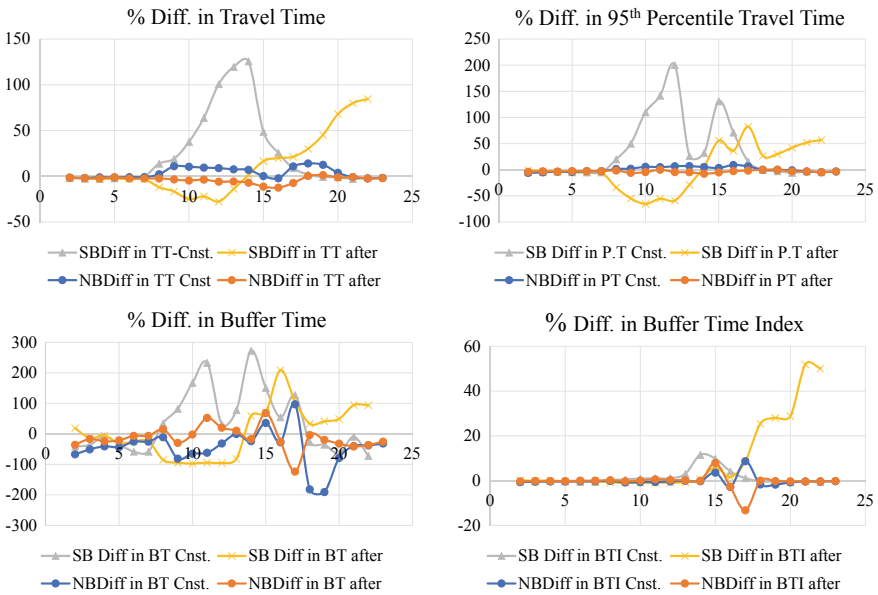 % Diff. in Travel Time
150
100
50
0
-50
0 5 10 15 20 25
SBDiff in TT-Cnst. SBDiff in TT after
NBDiff in TT Cnst NBDiff in TT after
% Diff. in 95th Percentile Travel Time
250
200
150
100
50
0
-50
-100
0 5 10 15 20 25
SB Diff in P.T Cnst. SB Diff in P.T after
NBDiff in PT Cnst. NBDiff in PT after
% Diff. in Buffer Time
300
200
100
0
-100
-200
-300
0 5 10 15 20 25
SB Diff in BT Cnst. SB Diff in BT after
NBDiff in BT Cnst. NBDiff in BT after
% Diff. in Buffer Time Index
60
40
20
0
-20
0 5 10 15 20 25
SB Diff in BTI Cnst. SB Diff in BTI after
NBDiff in BTI Cnst. NBDiff in BTI after